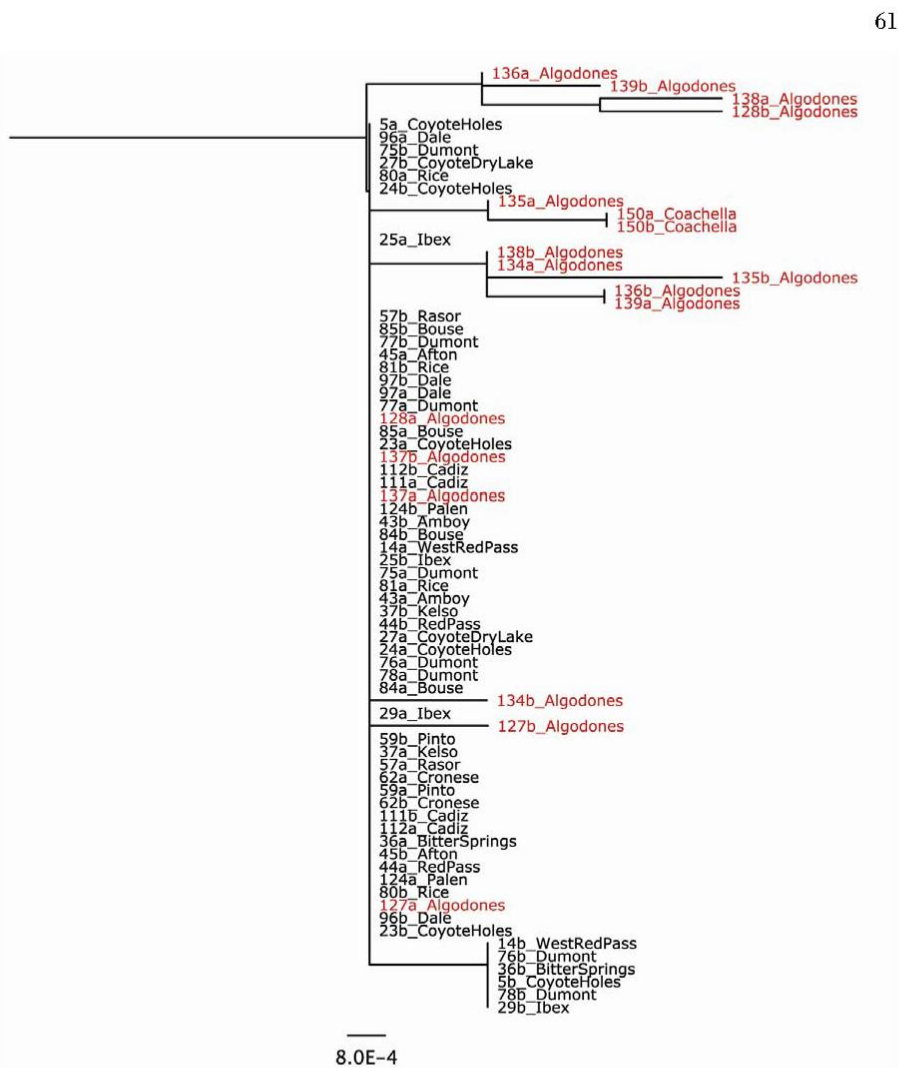 61
136a_Algodones
139b_Algodones
138a_Algodones
128b_Algodones
5a_CoyoteHoles
96a_Dale
75b_Dumont
27b_CoyoteDryLake
80a_Rice
24b_CoyoteHoles
135a_Algodones
150a_Coachella
150b_Coachella
25a_Ibex
138b_Algodones
134a_Algodones
135b_Algodones
136b_Algodones
139a_Algodones
57b_Rasor
85b_Bouse
77b_Dumont
45a_Afton
81b_Rice
97b_Dale
97a_Dale
77a_Dumont
128a_Algodones
85a_Bouse
23a_CoyoteHoles
137b_Algodones
112b_Cadiz
111a_Cadiz
137a_Algodones
124b_Palen
43b_Amboy
84b_Bouse
14a_WestRedPass
25b_Ibex
75a_Dumont
81a_Rice
43a_Amboy
37b_Kelso
44b_RedPass
27a_CoyoteDryLake
24a_CoyoteHoles
76a_Dumont
78a_Dumont
84a_Bouse
134b_Algodones
29a_Ibex
127b_Algodones
59b_Pinto
37a_Kelso
57a_Rasor
62a_Cronese
59a_Pinto
62b_Cronese
111b_Cadiz
112a_Cadiz
36a_BitterSprings
45b_Afton
44a_RedPass
124a_Palen
80b_Rice
127a_Algodones
96b_Dale
23b_CoyoteHoles
14b_WestRedPass
76b_Dumont
36b_BitterSprings
5b_CoyoteHoles
78b_Dumont
29b_Ibex
8.0E-4